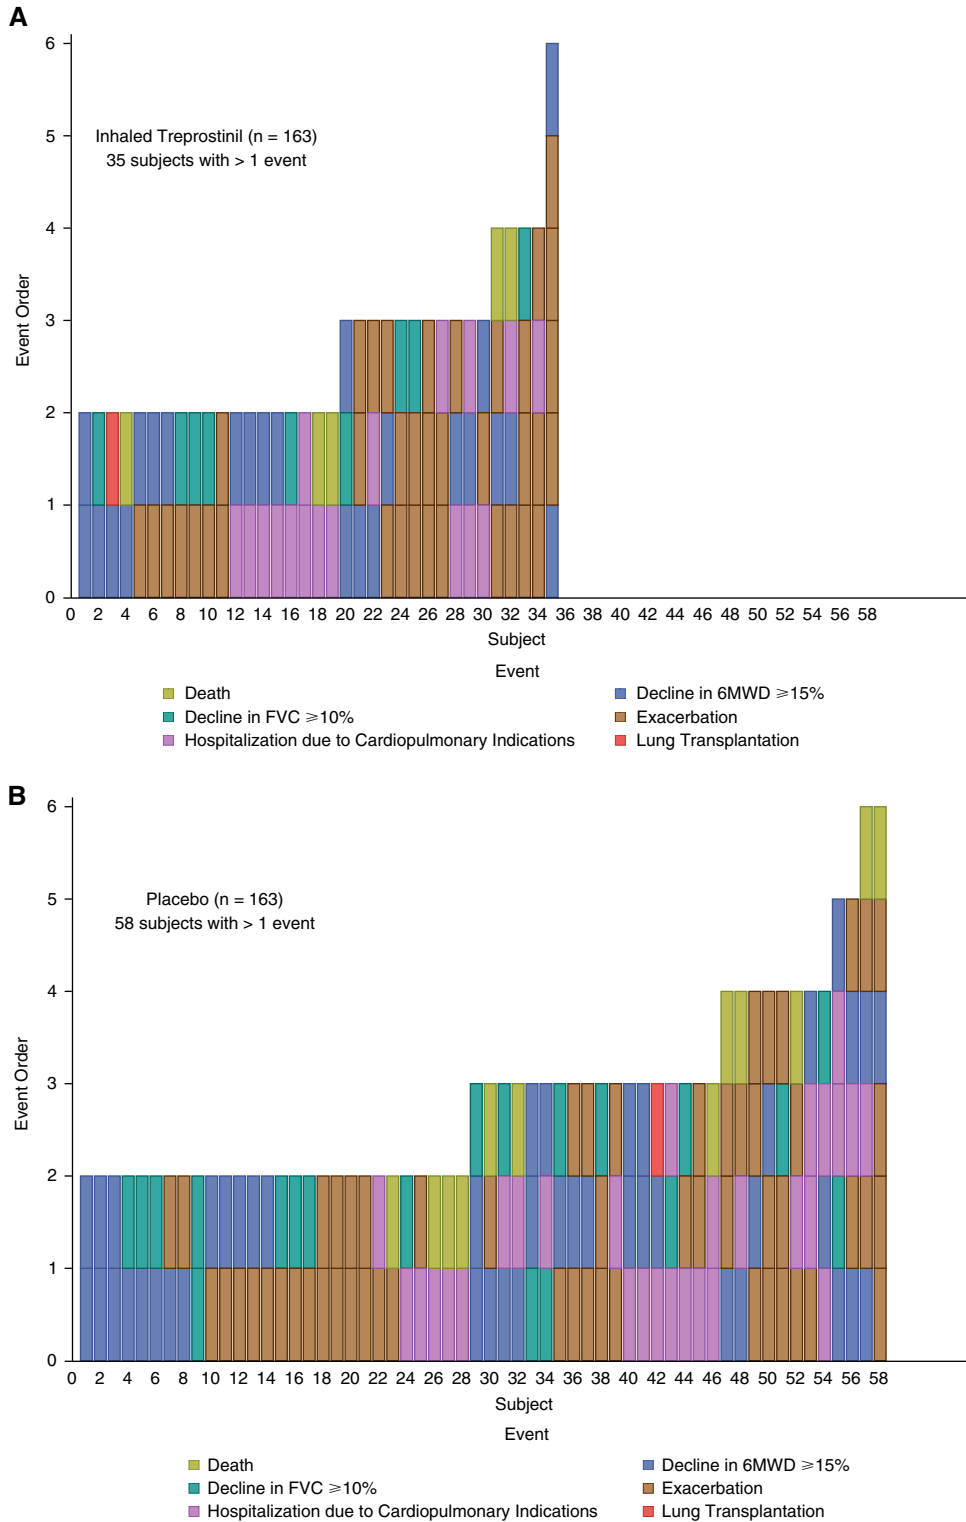 A
6
5
4
3
2
1
0
Event Order
Inhaled Treprostinil (n = 163)
35 subjects with > 1 event
0 2 4 6 8 10 12 14 16 18 20 22 24 26 28 30 32 34 36 38 40 42 44 46 48 50 52 54 56 58
Subject
Event
Death
Decline in 6MWD ⩾15%
Decline in FVC ⩾10%
Exacerbation
Hospitalization due to Cardiopulmonary Indications
Lung Transplantation
B
6
5
4
3
2
1
0
Event Order
Placebo (n = 163)
58 subjects with > 1 event
0 2 4 6 8 10 12 14 16 18 20 22 24 26 28 30 32 34 36 38 40 42 44 46 48 50 52 54 56 58
Subject
Event
Death
Decline in 6MWD ⩾15%
Decline in FVC ⩾10%
Exacerbation
Hospitalization due to Cardiopulmonary Indications
Lung Transplantation